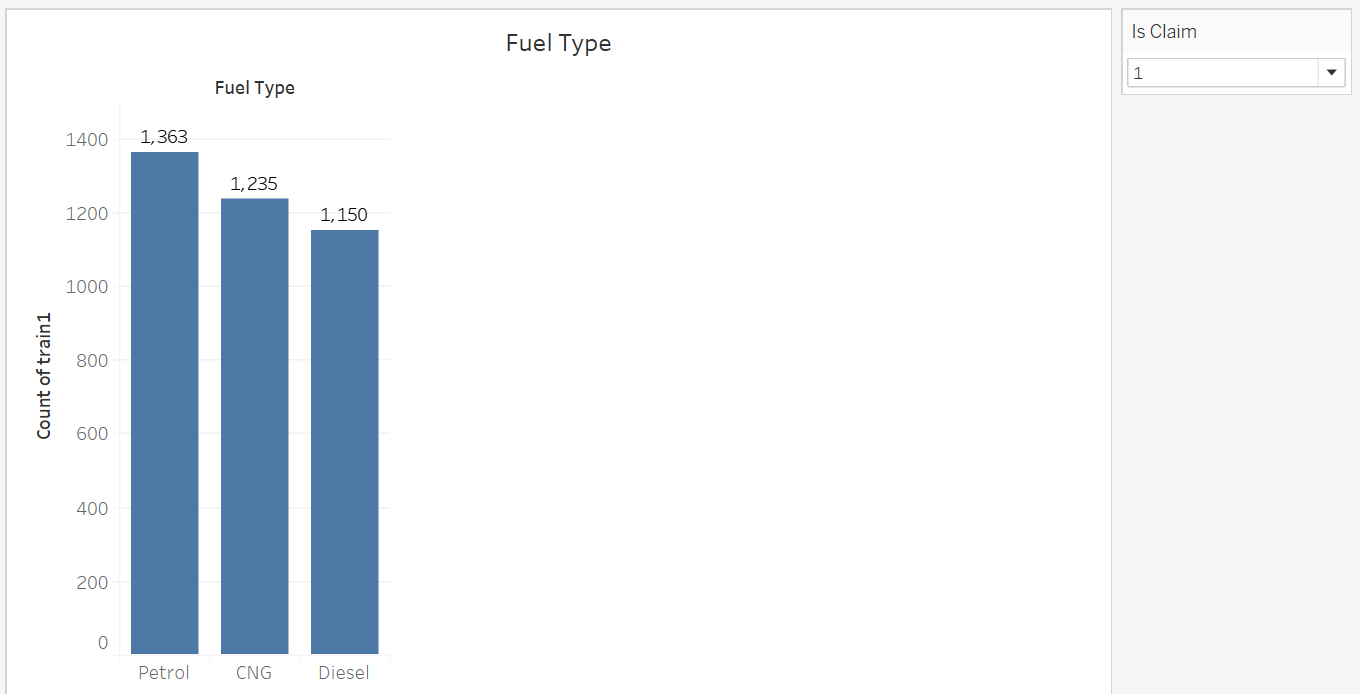 Fuel Type
Is Claim
1
Fuel Type
Count of train1
1400
1200
1000
800
600
400
200
0
1,363
1,235
1,150
Petrol
CNG
Diesel